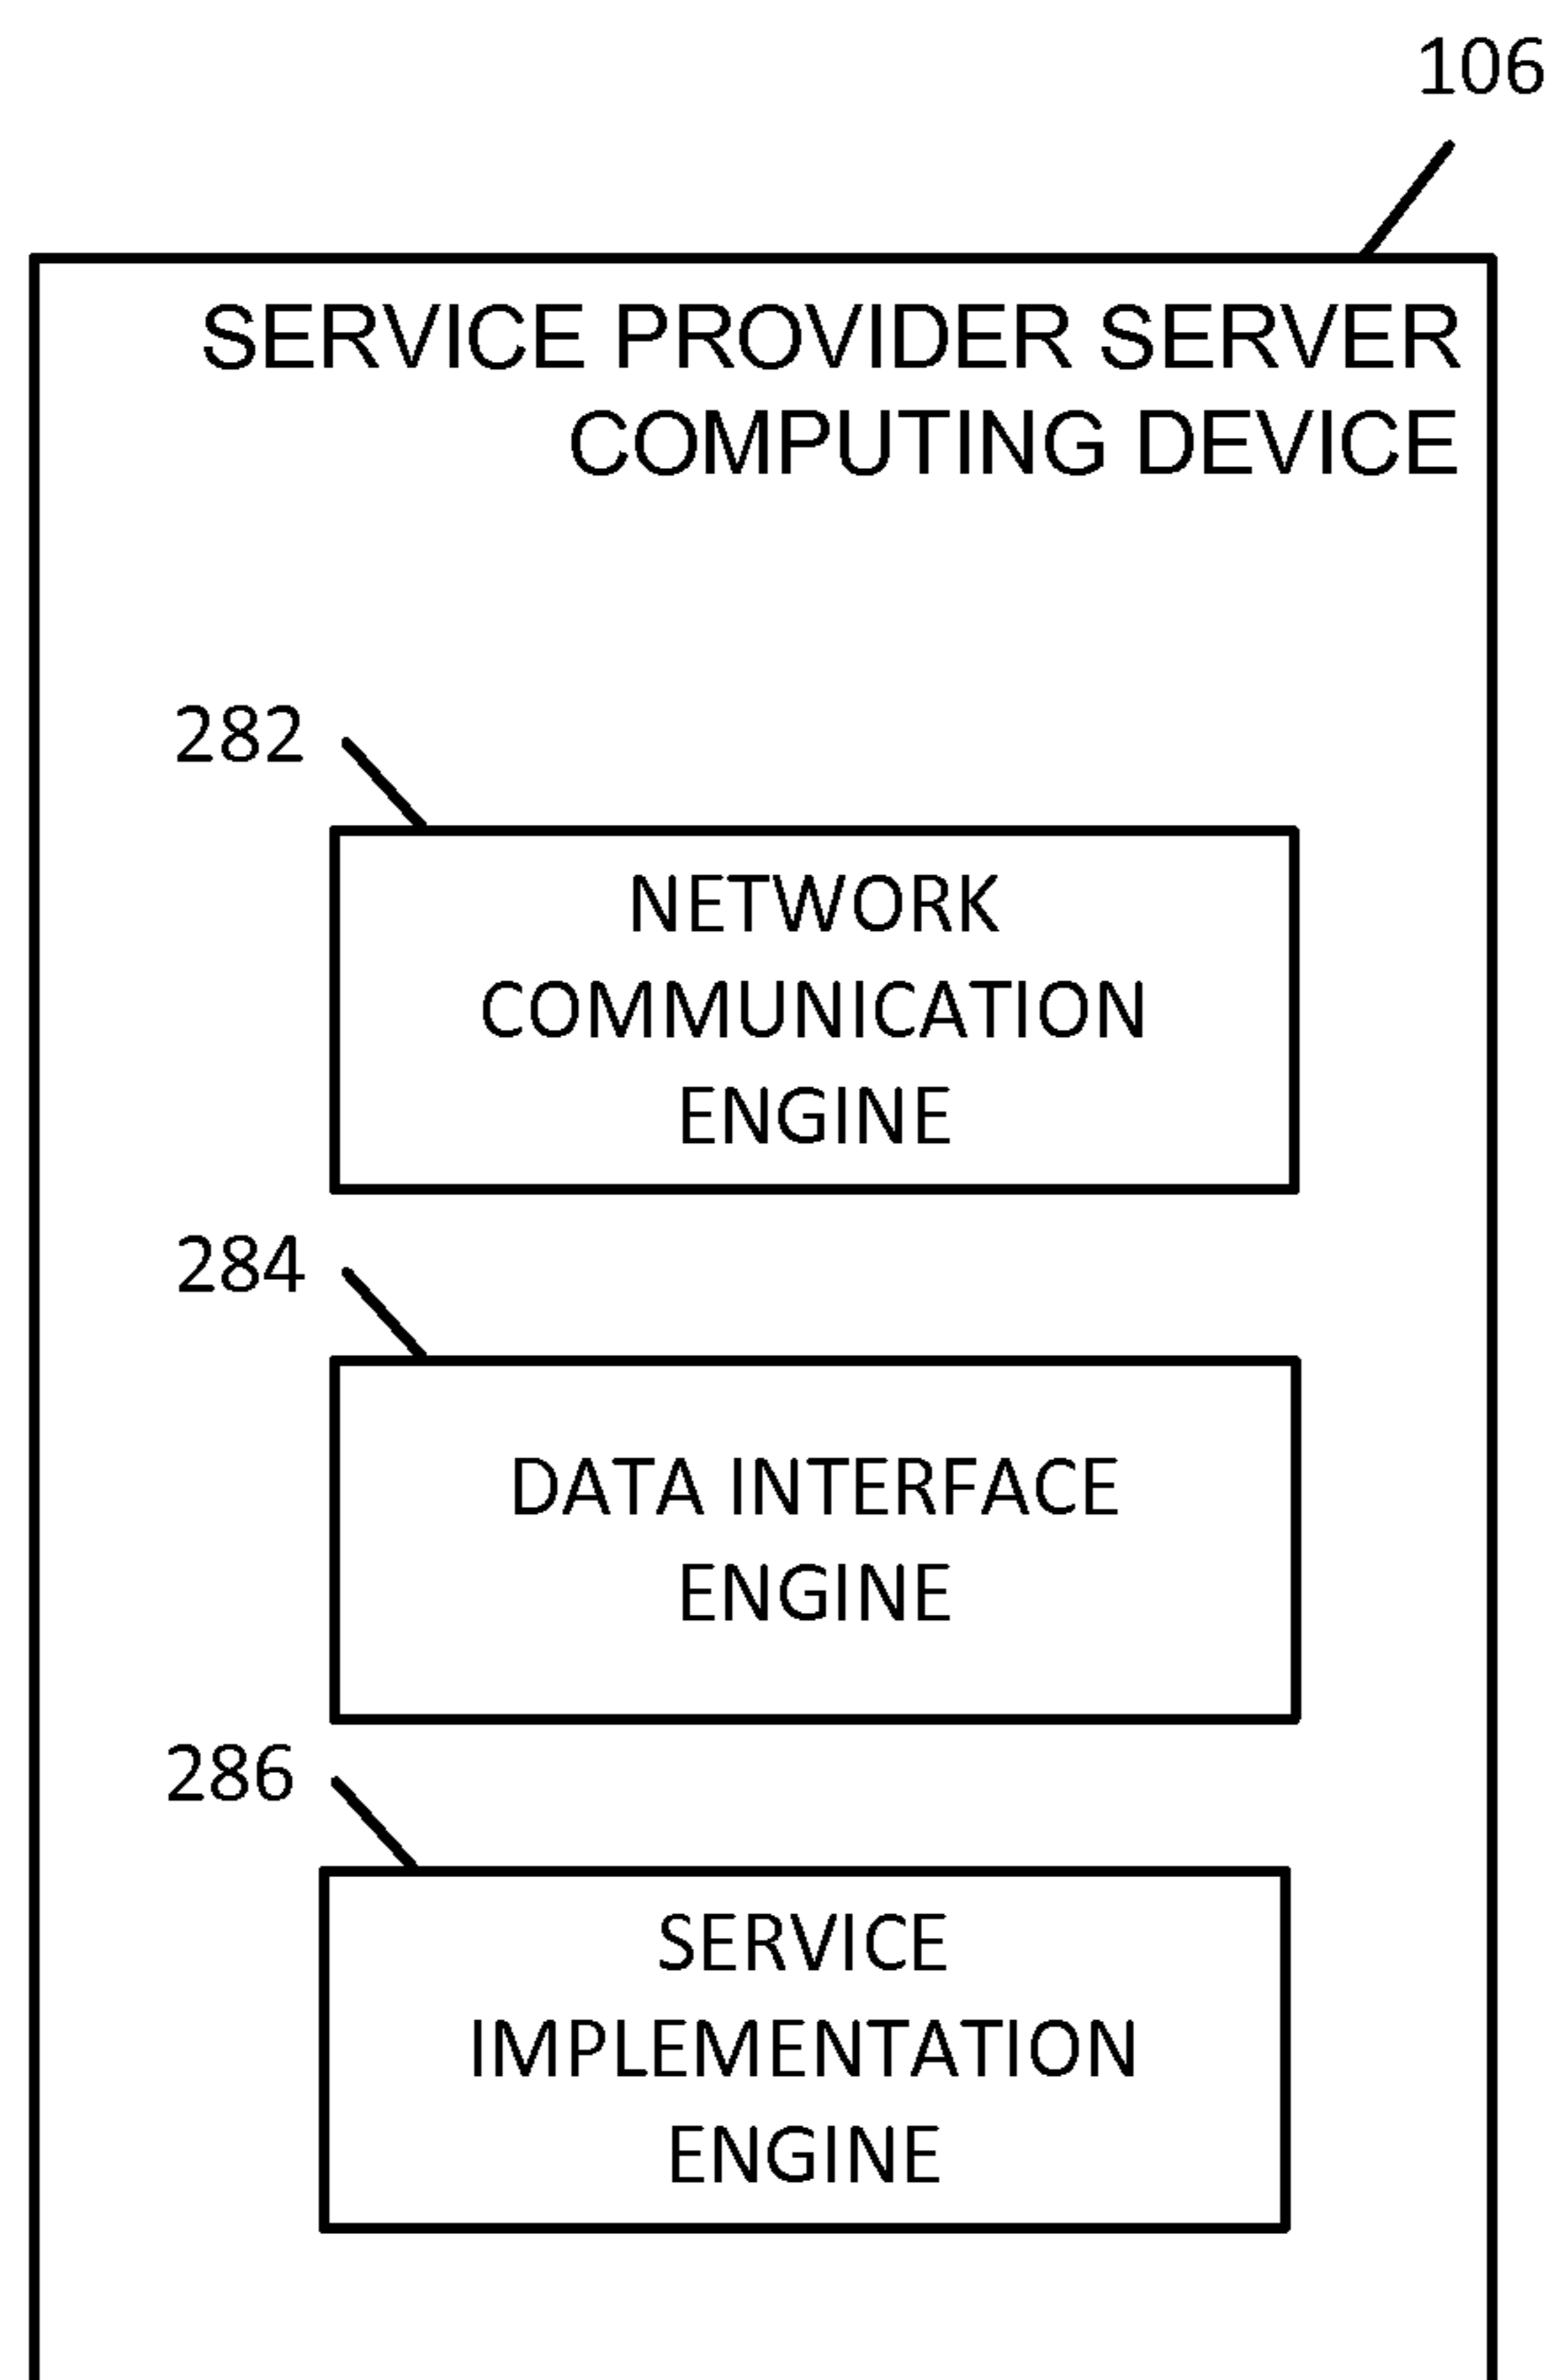 106
SERVICE PROVIDER SERVER
COMPUTING DEVICE
282
NETWORK
COMMUNICATION
ENGINE
284
DATA INTERFACE
ENGINE
286
SERVICE
IMPLEMENTATION
ENGINE